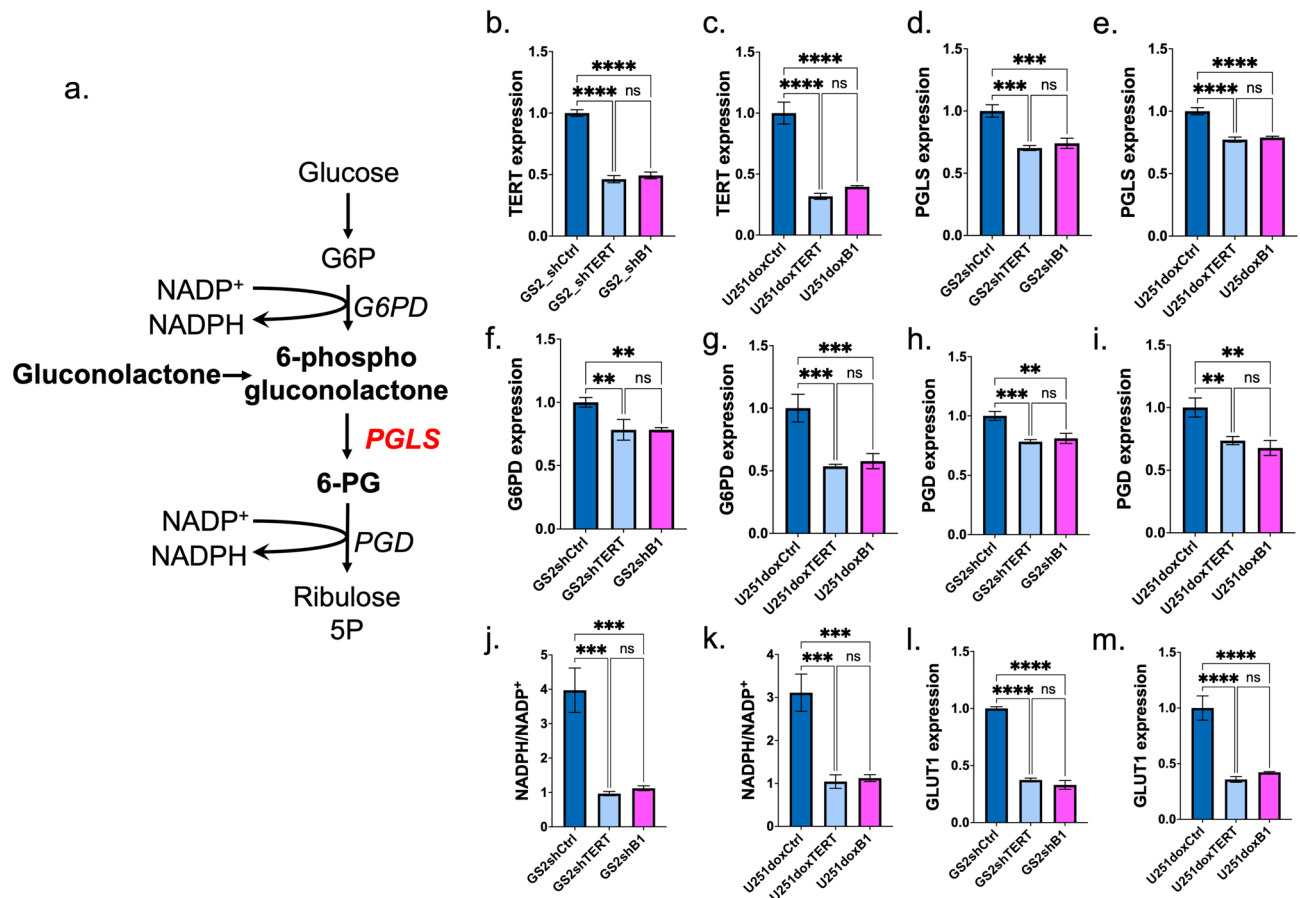 a.
Glucose
G6P
NADP+
NADPH
G6PD
Gluconolactone
6-phospho
gluconolactone
PGLS
6-PG
NADP+
NADPH
PGD
Ribulose
5P
b.
TERT expression
1.5
1.0
0.5
0.0
****
**** ns
GS2_shCtrl
GS2_shTERT
GS2_shB1
c.
TERT expression
1.5
1.0
0.5
0.0
****
**** ns
U251doxCtrl
U251doxTERT
U251doxB1
d.
PGLS expression
1.5
1.0
0.5
0.0
***
*** ns
GS2shCtrl
GS2shTERT
GS2shB1
e.
PGLS expression
1.5
1.0
0.5
0.0
****
**** ns
U251doxCtrl
U251doxTERT
U25doxB1
f.
G6PD expression
1.5
1.0
0.5
0.0
**
** ns
GS2shCtrl
GS2shTERT
GS2shB1
g.
G6PD expression
1.5
1.0
0.5
0.0
***
*** ns
U251doxCtrl
U251doxTERT
U251doxB1
h.
PGD expression
1.5
1.0
0.5
0.0
**
*** ns
GS2shCtrl
GS2shTERT
GS2shB1
i.
PGD expression
1.5
1.0
0.5
0.0
**
** ns
U251doxCtrl
U251doxTERT
U251doxB1
j.
NADPH/NADP+
5
4
3
2
1
0
***
*** ns
GS2shCtrl
GS2shTERT
GS2shB1
k.
NADPH/NADP+
4
3
2
1
0
***
*** ns
U251doxCtrl
U251doxTERT
U251doxB1
l.
GLUT1 expression
1.5
1.0
0.5
0.0
****
**** ns
GS2shCtrl
GS2shTERT
GS2shB1
m.
GLUT1 expression
1.5
1.0
0.5
0.0
****
**** ns
U251doxCtrl
U251doxTERT
U251doxB1